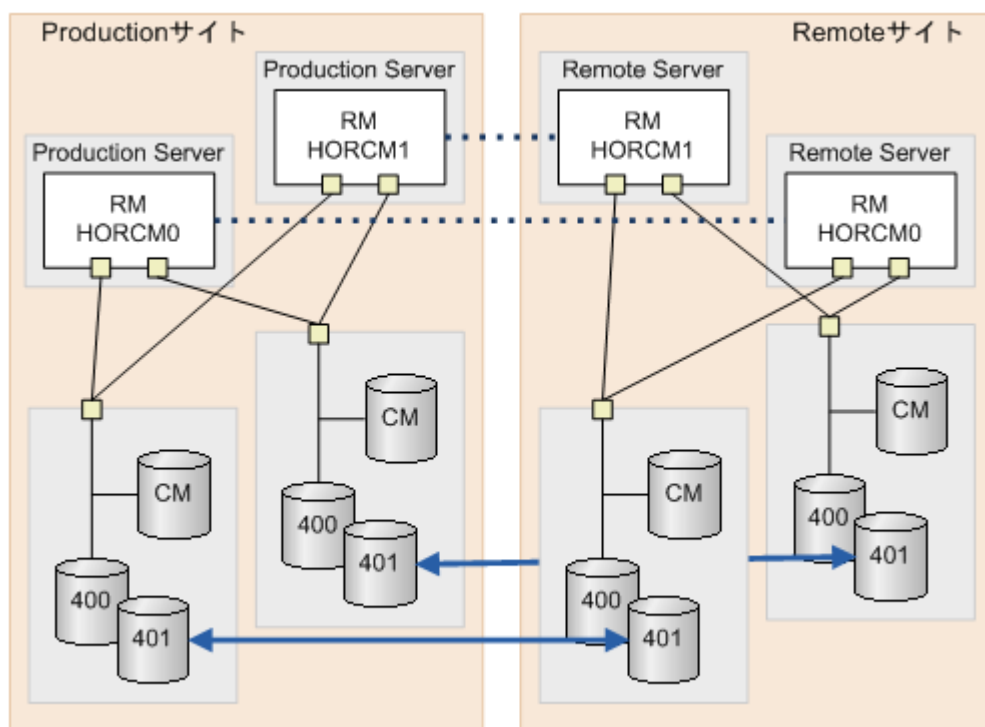 Productionサイト
Production Server
RM
HORCM1
Production Server
RM
HORCM0
CM
400
401
CM
400
401
Remoteサイト
Remote Server
RM
HORCM1
Remote Server
RM
HORCM0
CM
400
401
CM
400
401